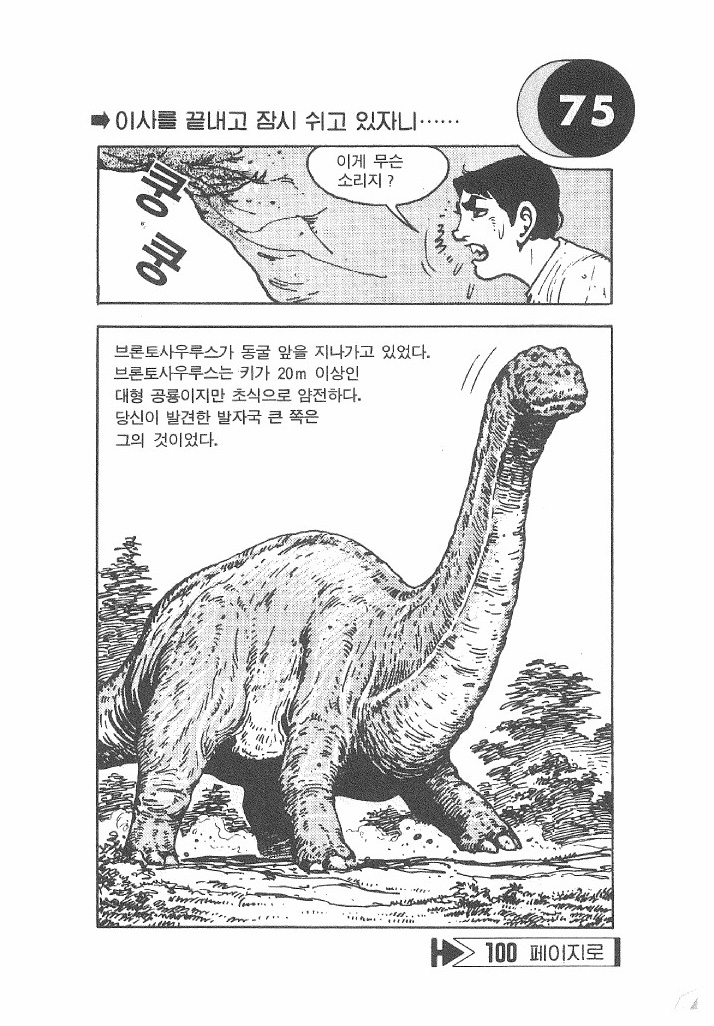 75
이사를 끝내고 잠시 쉬고 있자니……
이게 무슨
소리지?
쿵
쿵
브론토사우루스가 동굴 앞을 지나가고 있었다.
브론토사우루스는 키가 20m 이상인
대형 공룡이지만 초식으로 얌전하다.
당신이 발견한 발자국 큰 쪽은
그의 것이었다.
100 페이지로